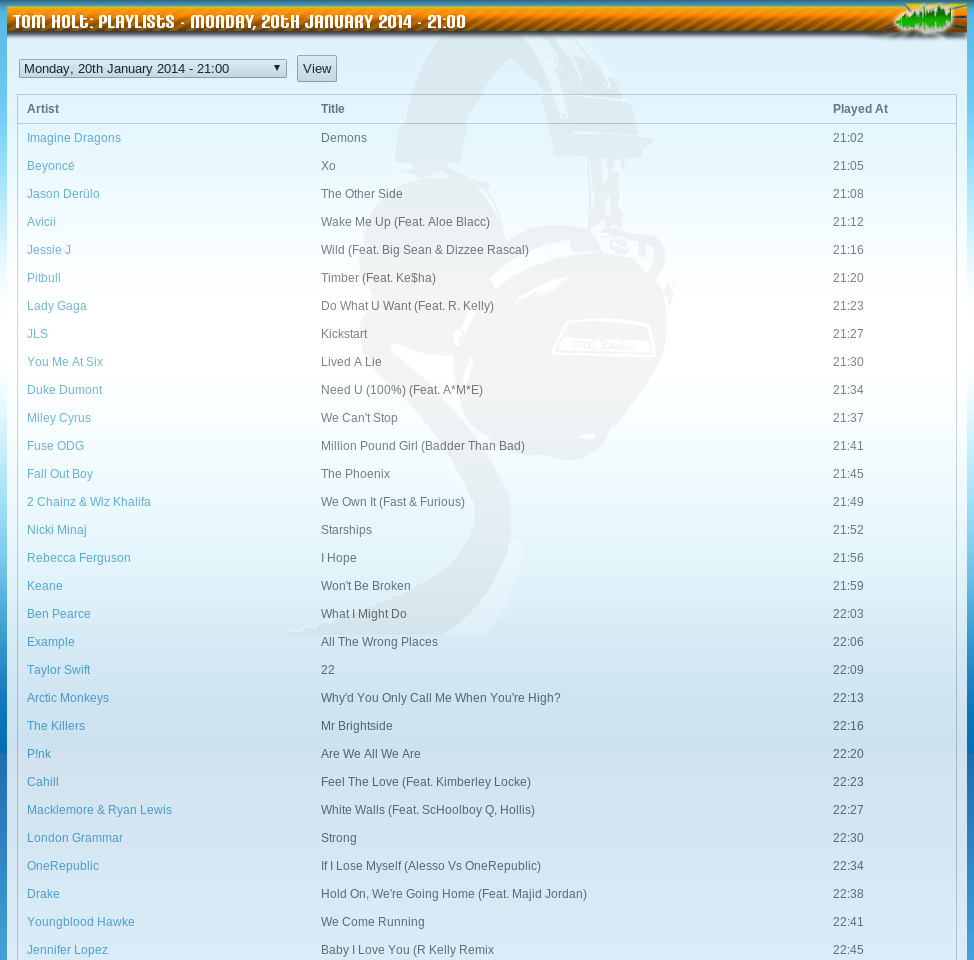 TOM HOLT: PLAYLISTS - MONDAY, 20TH JANUARY 2014 - 21:00
Monday, 20th January 2014 - 21:00 View
Artist Title Played At
Imagine Dragons Demons 21:02
Beyoncé Xo 21:05
Jason Derülo The Other Side 21:08
Avicii Wake Me Up (Feat. Aloe Blacc) 21:12
Jessie J Wild (Feat. Big Sean & Dizzee Rascal) 21:16
Pitbull Timber (Feat. Ke$ha) 21:20
Lady Gaga Do What U Want (Feat. R. Kelly) 21:23
JLS Kickstart 21:27
OTC Radio
You Me At Six Lived A Lie 21:30
Duke Dumont Need U (100%) (Feat. A*M*E) 21:34
Miley Cyrus We Can't Stop 21:37
Fuse ODG Million Pound Girl (Badder Than Bad) 21:41
Fall Out Boy The Phoenix 21:45
2 Chainz & Wiz Khalifa We Own It (Fast & Furious) 21:49
Nicki Minaj Starships 21:52
Rebecca Ferguson I Hope 21:56
Keane Won't Be Broken 21:59
Ben Pearce What I Might Do 22:03
Example All The Wrong Places 22:06
Taylor Swift 22 22:09
Arctic Monkeys Why'd You Only Call Me When You're High? 22:13
The Killers Mr Brightside 22:16
P!nk Are We All We Are 22:20
Cahill Feel The Love (Feat. Kimberley Locke) 22:23
Macklemore & Ryan Lewis White Walls (Feat. ScHoolboy Q, Hollis) 22:27
London Grammar Strong 22:30
OneRepublic If I Lose Myself (Alesso Vs OneRepublic) 22:34
Drake Hold On, We're Going Home (Feat. Majid Jordan) 22:38
Youngblood Hawke We Come Running 22:41
Jennifer Lopez Baby I Love You (R Kelly Remix 22:45